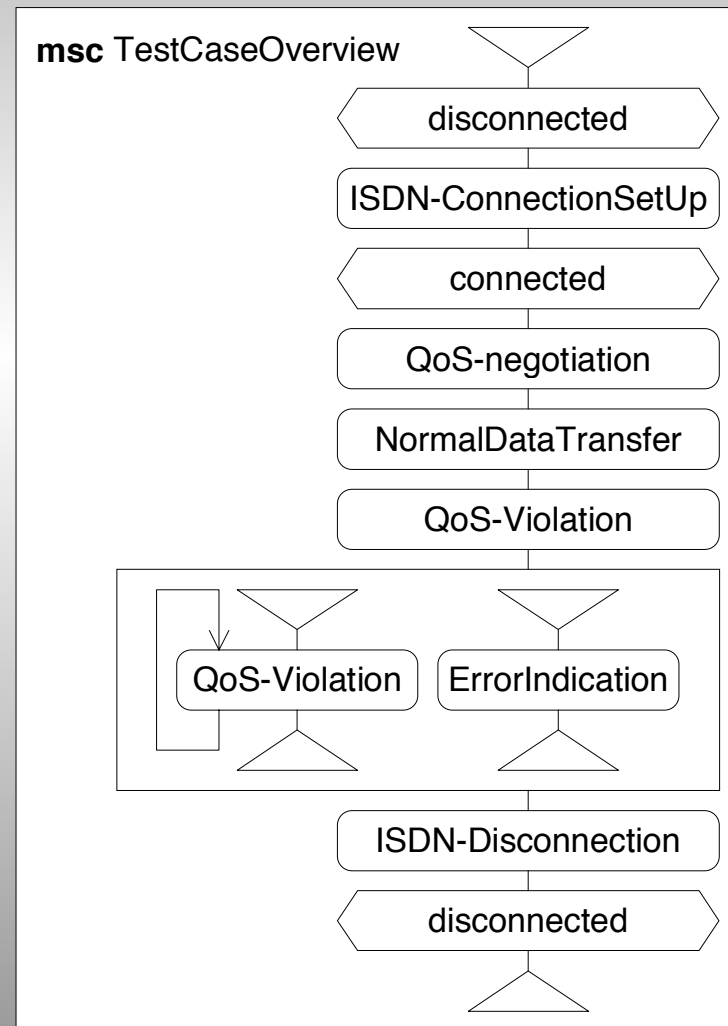 msc TestCaseOverview
disconnected
ISDN-ConnectionSetUp
connected
QoS-negotiation
NormalDataTransfer
QoS-Violation
QoS-Violation
ErrorIndication
ISDN-Disconnection
disconnected